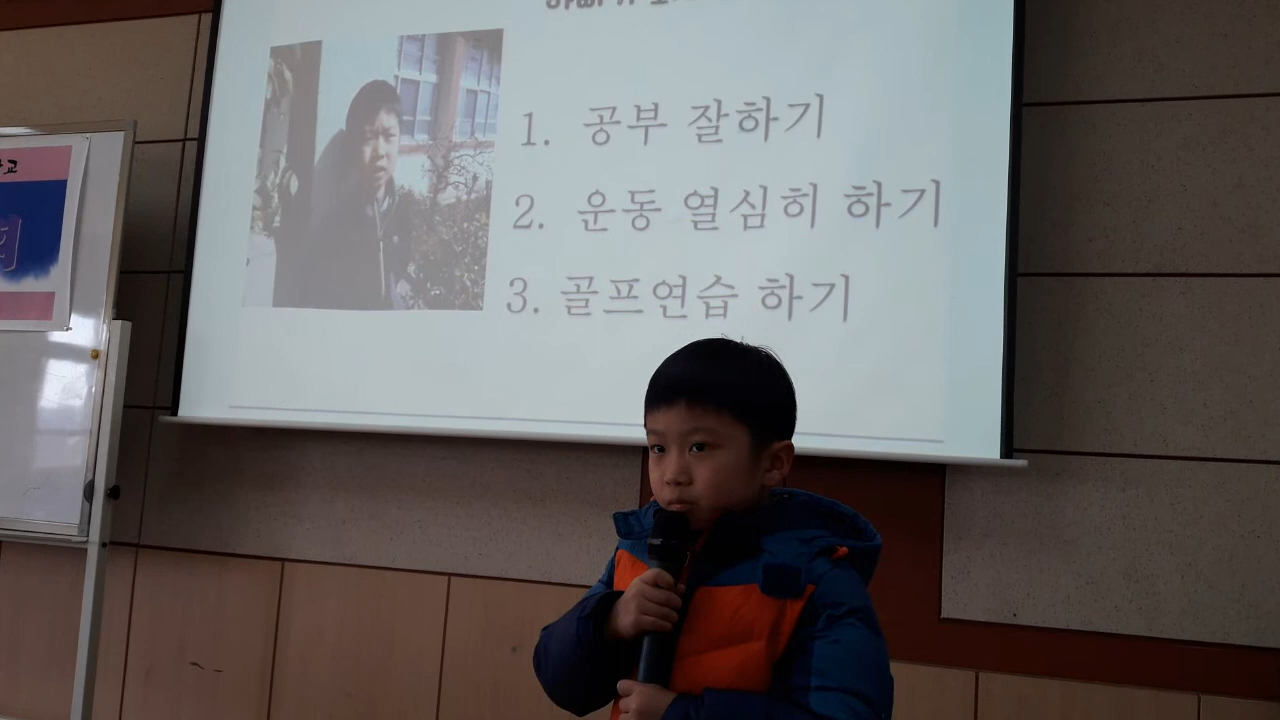 1. 공부 잘하기
2. 운동 열심히 하기
3. 골프연습 하기